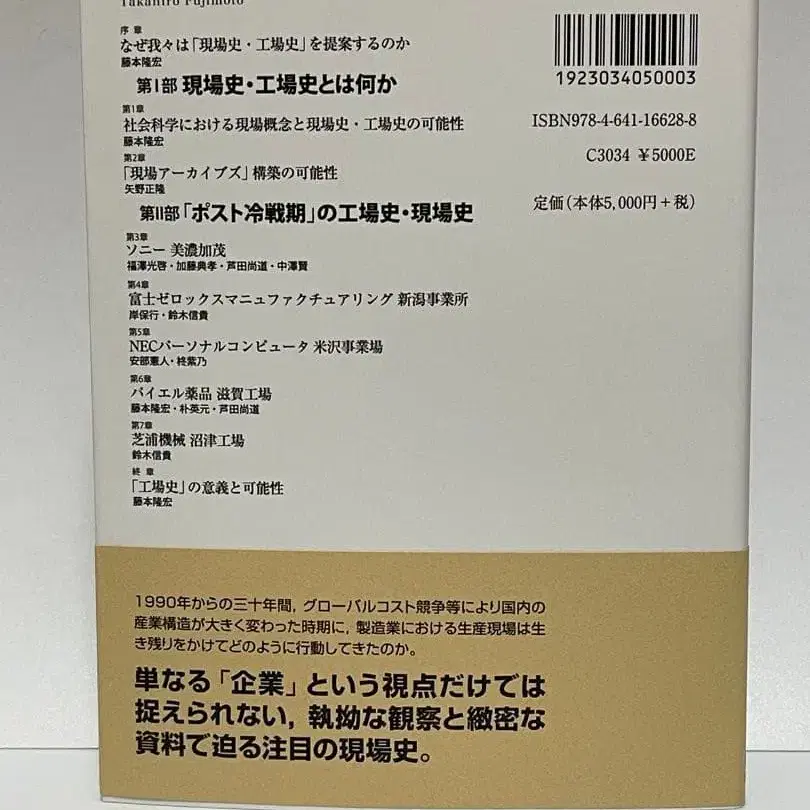 Takahiro Fujimoto
序 章
なぜ我々は「現場史・工場史」を提案するのか
藤本隆宏
第Ⅰ部 現場史・工場史とは何か
第1章
社会科学における現場概念と現場史・工場史の可能性
藤本隆宏
第2章
「現場アーカイブズ」構築の可能性
矢野正隆
第Ⅱ部「ポスト冷戦期」の工場史・現場史
第3章
ソニー 美濃加茂
福澤光啓・加藤典孝・芦田尚道・中澤賢
第4章
富士ゼロックスマニュファクチュアリング 新潟事業所
岸保行・鈴木信貴
第5章
NECパーソナルコンピュータ 米沢事業場
安部憲人・柊紫乃
第6章
バイエル薬品 滋賀工場
藤本隆宏・朴英元・芦田尚道
第7章
芝浦機械 沼津工場
鈴木信貴
終 章
「工場史」の意義と可能性
藤本隆宏
1923034050003
ISBN978-4-641-16628-8
C3034 ¥5000E
定価(本体5,000円+税)
1990年からの三十年間, グローバルコスト競争等により国内の
産業構造が大きく変わった時期に, 製造業における生産現場は生
き残りをかけてどのように行動してきたのか。
単なる「企業」という視点だけでは
捉えられない, 執拗な観察と緻密な
資料で迫る注目の現場史。